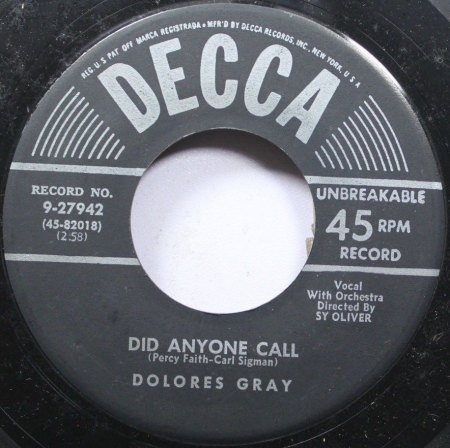 REG. U.S. PAT. OFF. MARCA REGISTRADA • MF'R'D BY DECCA RECORDS, INC., NEW YORK, U S A
DECCA
RECORD NO.
9-27942
(45-82018)
(2:58)
UNBREAKABLE
45 RPM
RECORD
Vocal
With Orchestra
Directed By
SY OLIVER
DID ANYONE CALL
(Percy Faith-Carl Sigman)
DOLORES GRAY